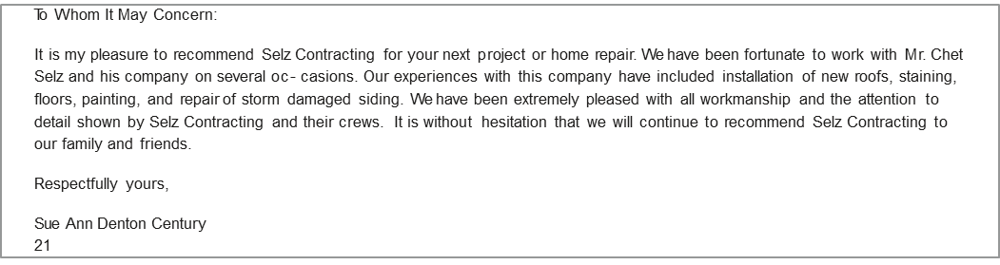 To Whom It May Concern:
It is my pleasure to recommend Selz Contracting for your next project or home repair. We have been fortunate to work with Mr. Chet
Selz and his company on several oc- casions. Our experiences with this company have included installation of new roofs, staining,
floors, painting, and repair of storm damaged siding. We have been extremely pleased with all workmanship and the attention to
detail shown by Selz Contracting and their crews. It is without hesitation that we will continue to recommend Selz Contracting to
our family and friends.
Respectfully yours,
Sue Ann Denton Century
21